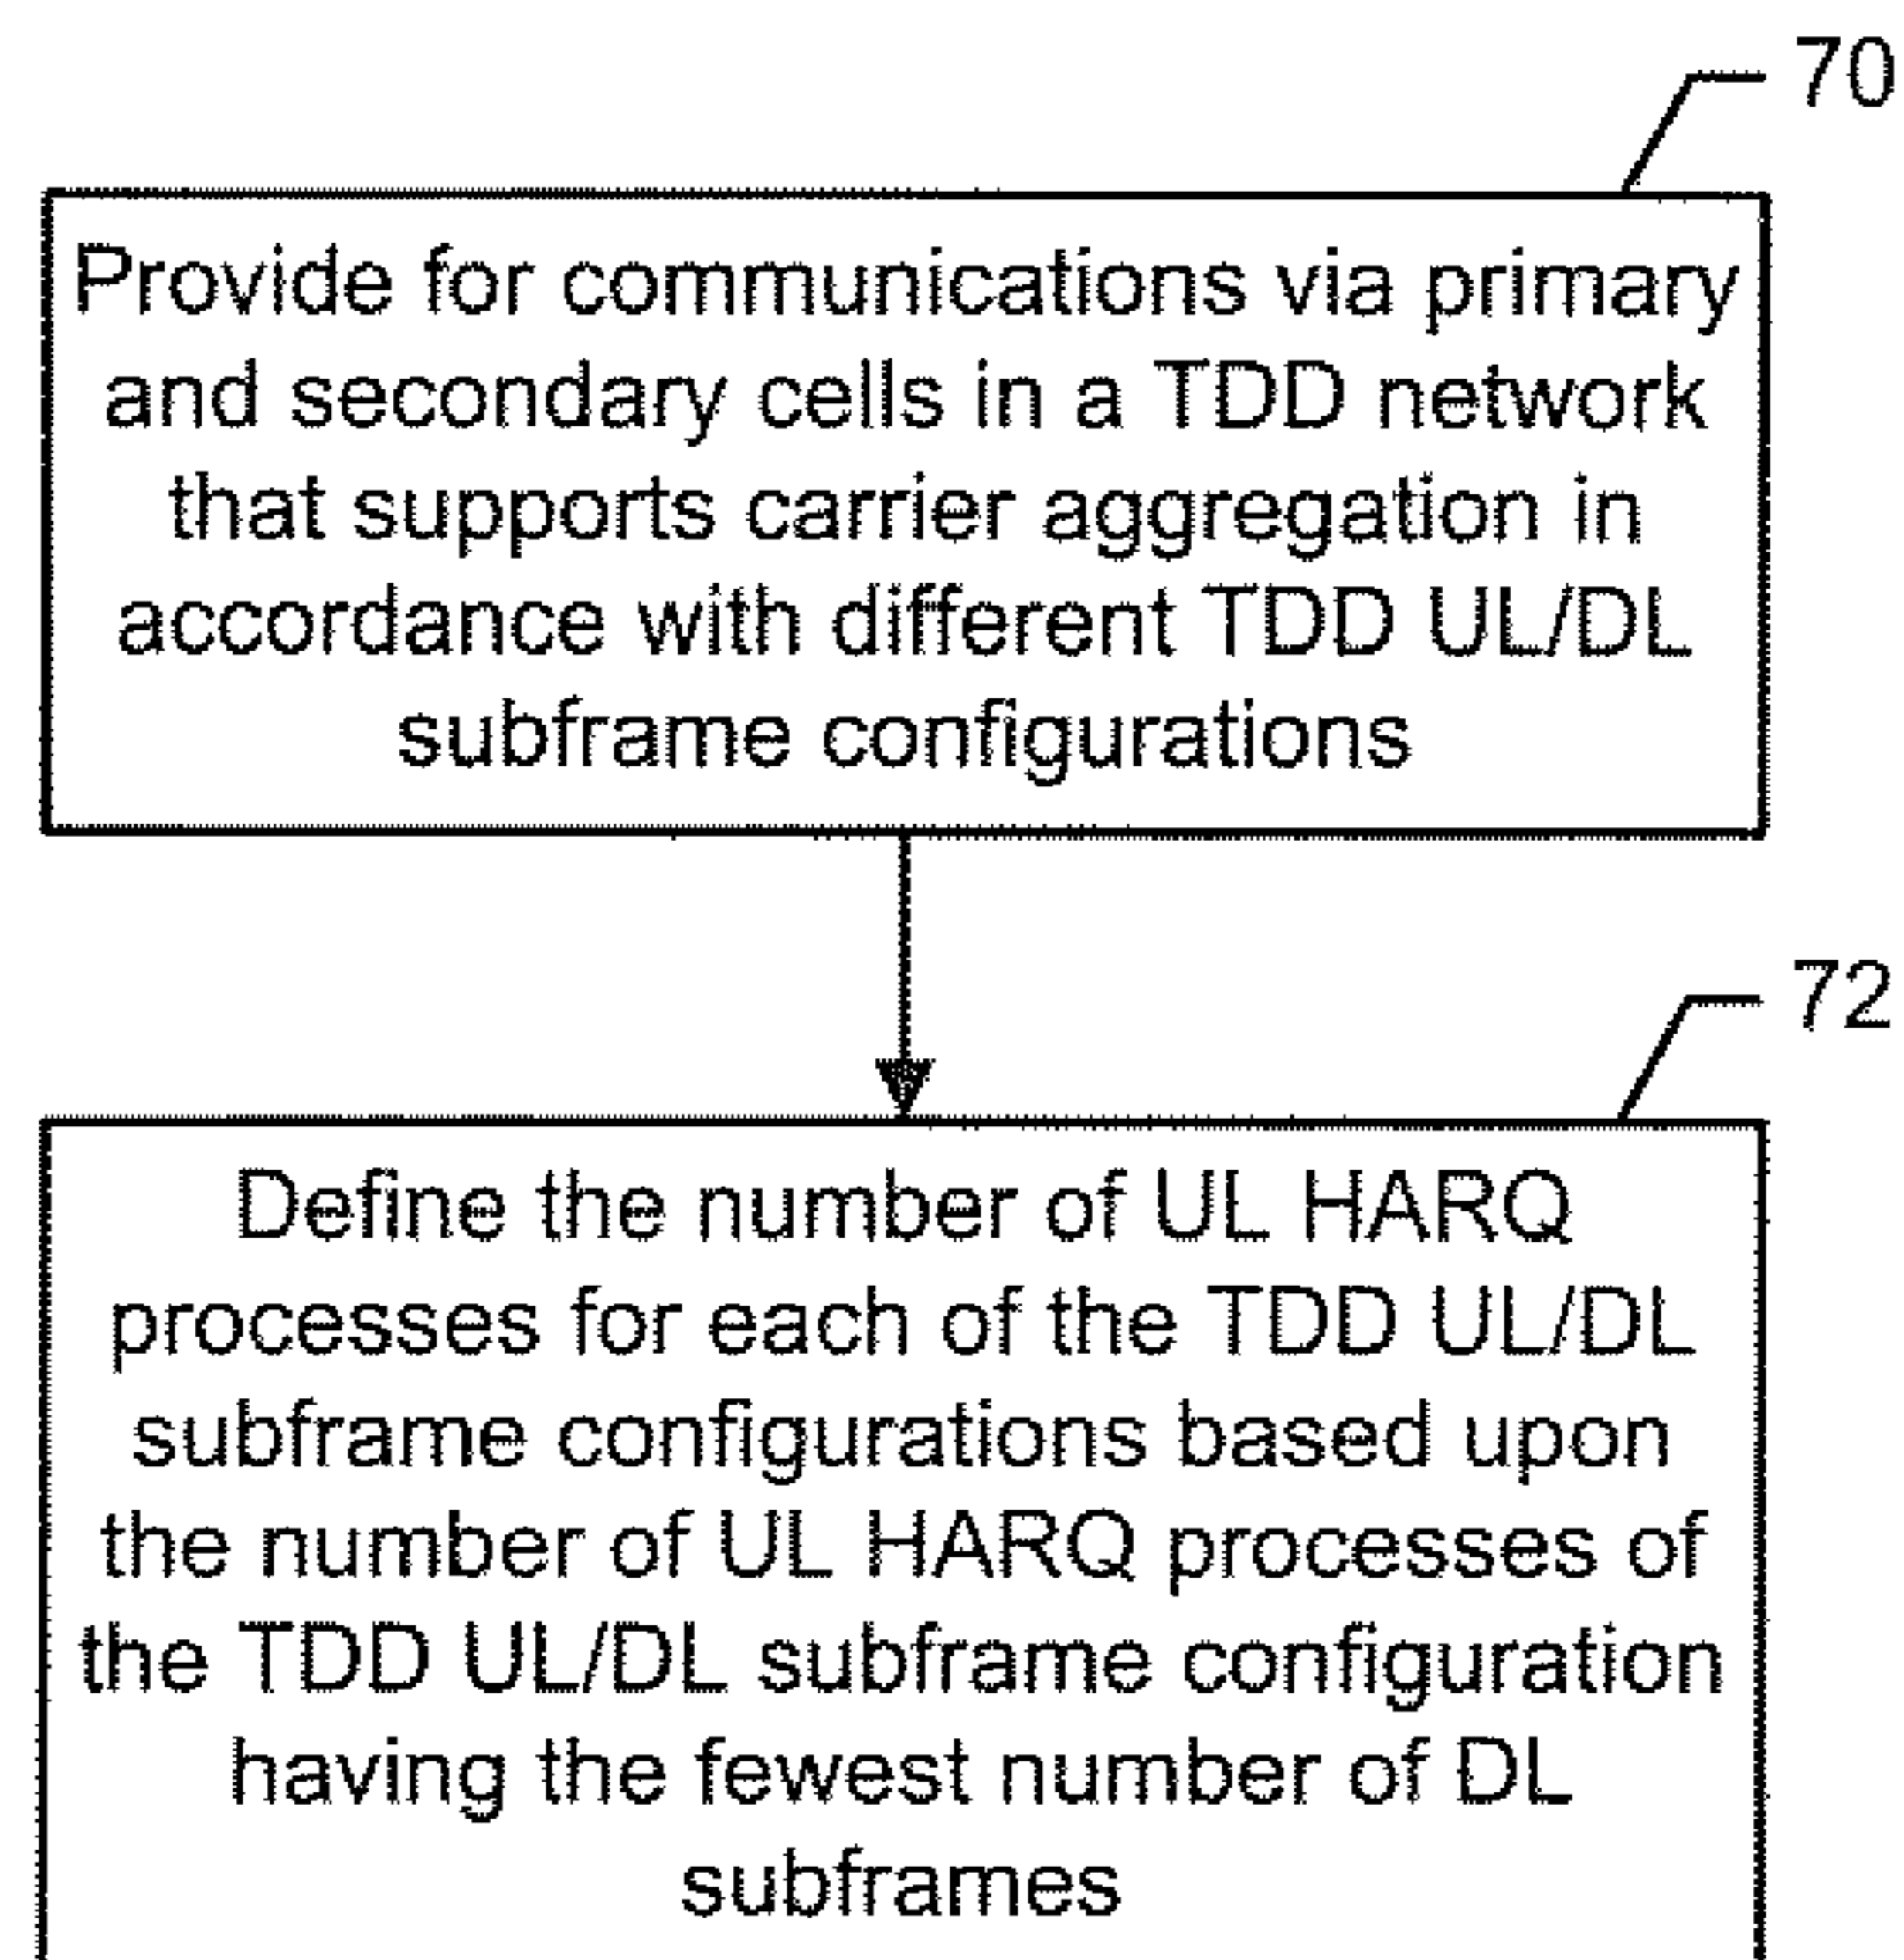 70
Provide for communications via primary
and secondary cells in a TDD network
that supports carrier aggregation in
accordance with different TDD UL/DL
subframe configurations
72
Define the number of UL HARQ
processes for each of the TDD UL/DL
subframe configurations based upon
the number of UL HARQ processes of
the TDD UL/DL subframe configuration
having the fewest number of DL
subframes